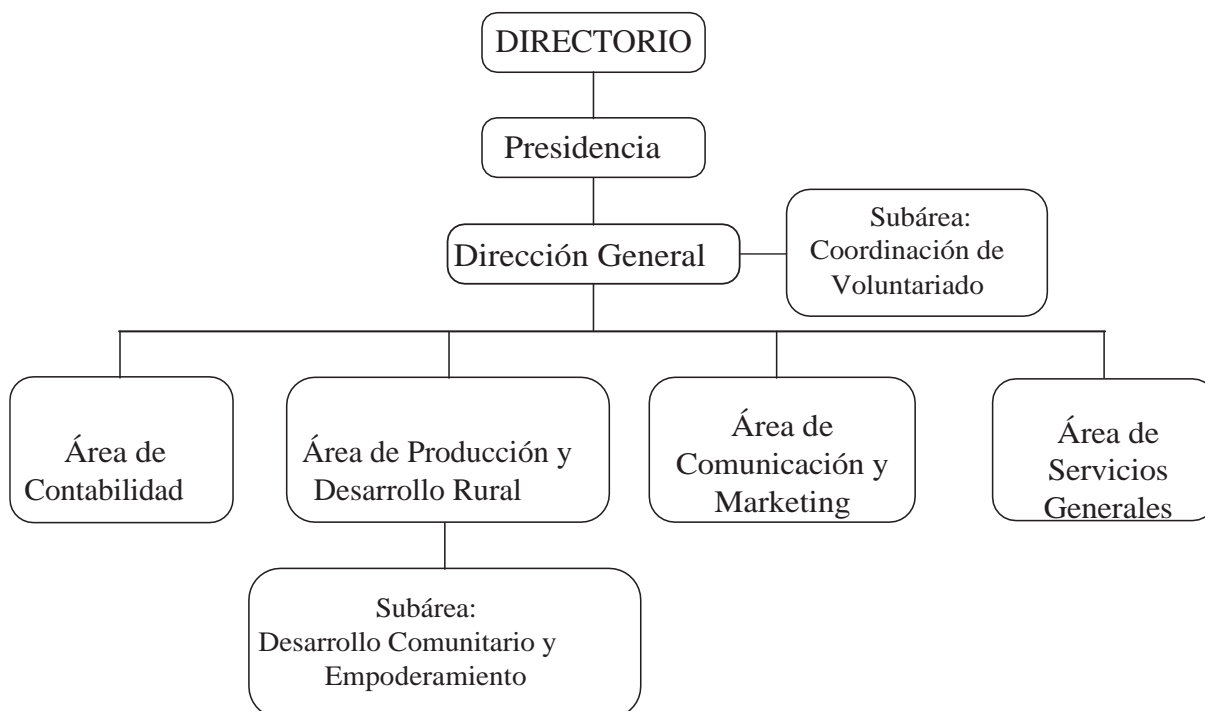 DIRECTORIO
Presidencia
Dirección General
Subárea:
Coordinación de
Voluntariado
Área de
Contabilidad
Área de Producción y
Desarrollo Rural
Área de
Comunicación y
Marketing
Área de
Servicios
Generales
Subárea:
Desarrollo Comunitario y
Empoderamiento